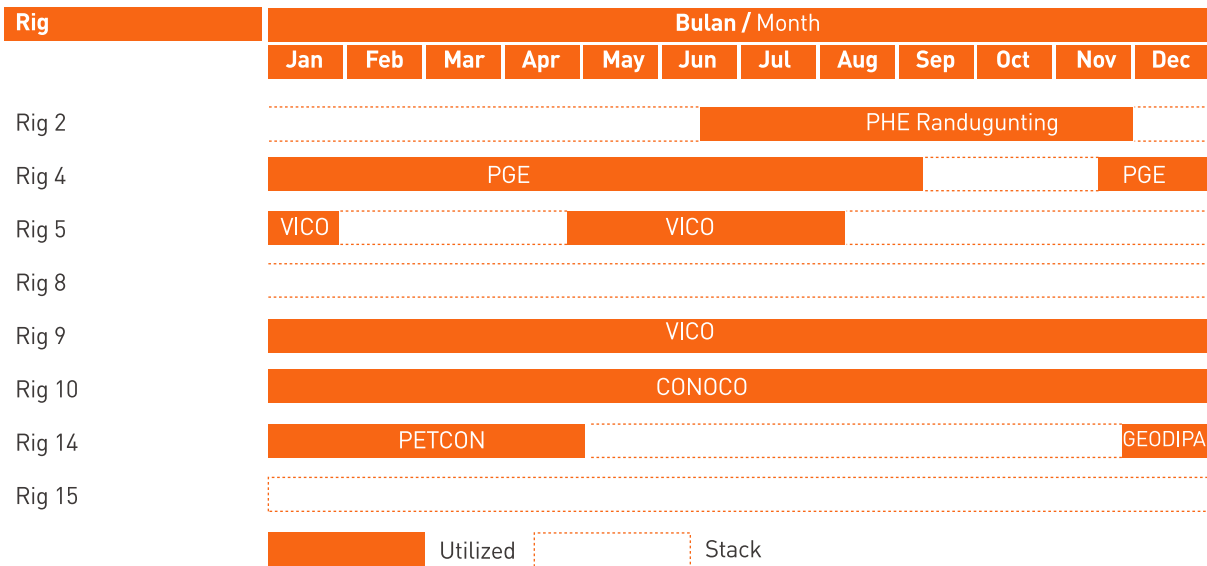 Rig Bulan / Month
Jan Feb Mar Apr May Jun Jul Aug Sep Oct Nov Dec
Rig 2 PHE Randugunting
Rig 4 PGE PGE
Rig 5 VICO VICO
Rig 8
Rig 9 VICO
Rig 10 CONOCO
Rig 14 PETCON GEODIPA
Rig 15
Utilized Stack